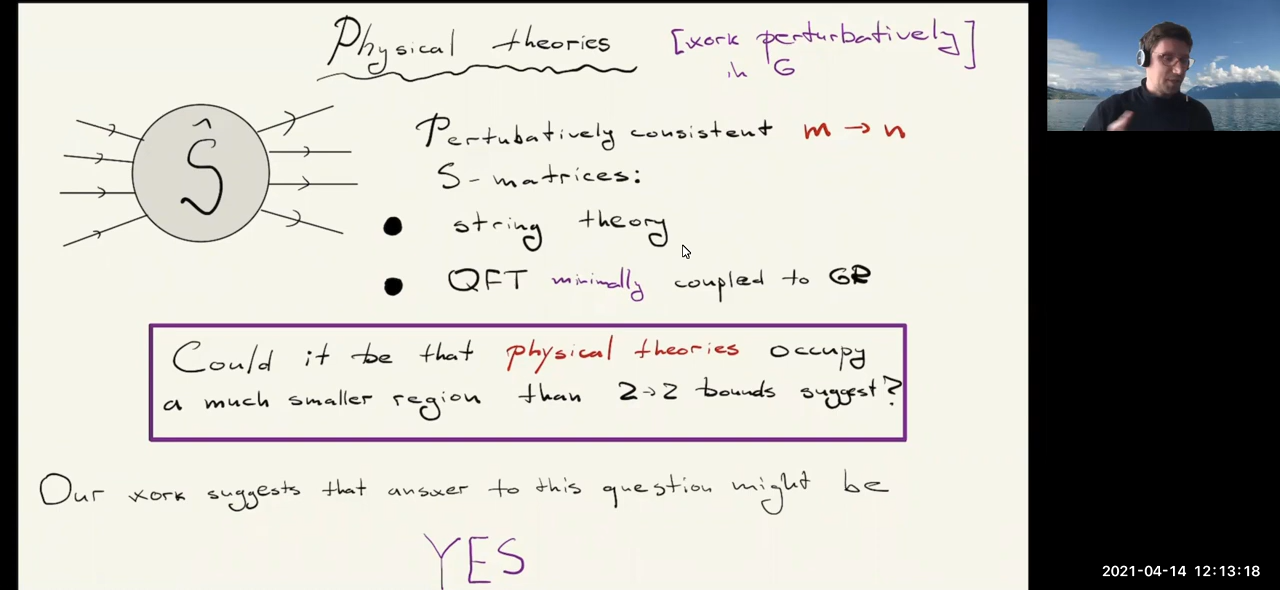 Physical theories [work perturbatively]
in G
Pertubatively consistent m → n
S-matrices:
Ŝ
• string theory
• QFT minimally coupled to GR
Could it be that physical theories occupy
a much smaller region than 2→2 bounds suggest?
Our work suggests that answer to this question might be
YES
2021-04-14 12:13:18